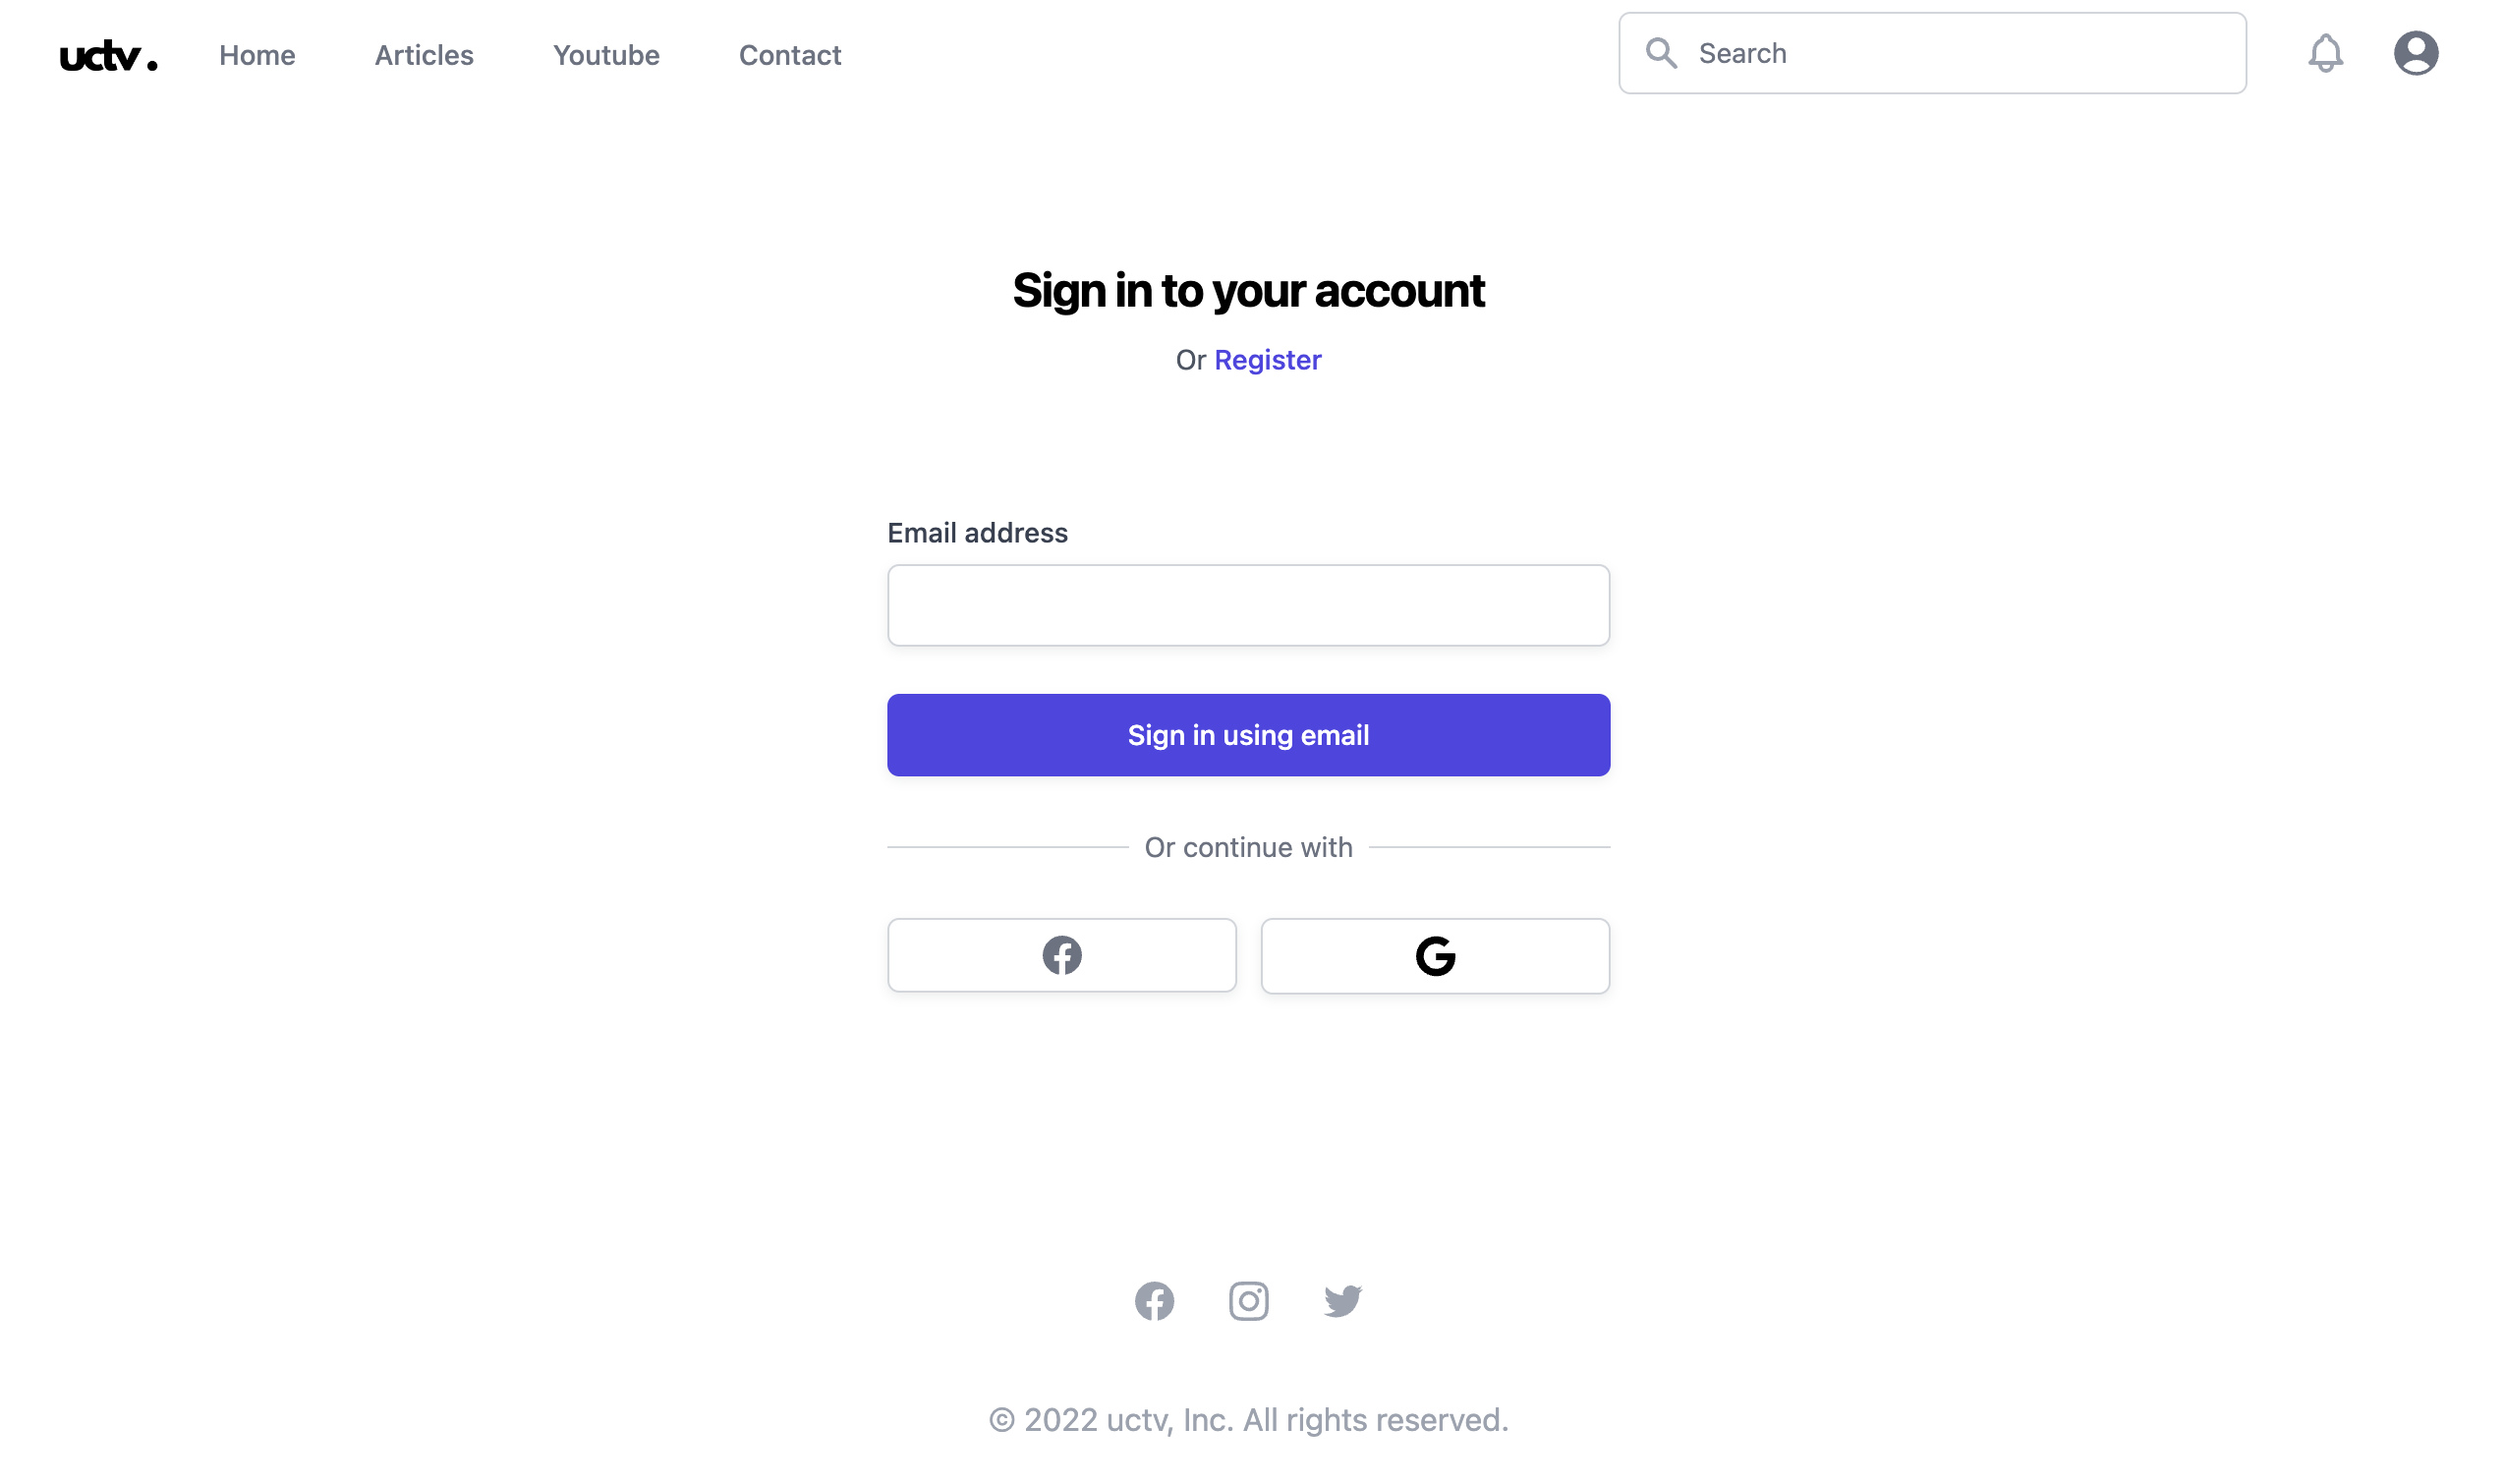 uctv.
Home
Articles
Youtube
Contact
Search
Sign in to your account
Or Register
Email address
Sign in using email
Or continue with
© 2022 uctv, Inc. All rights reserved.